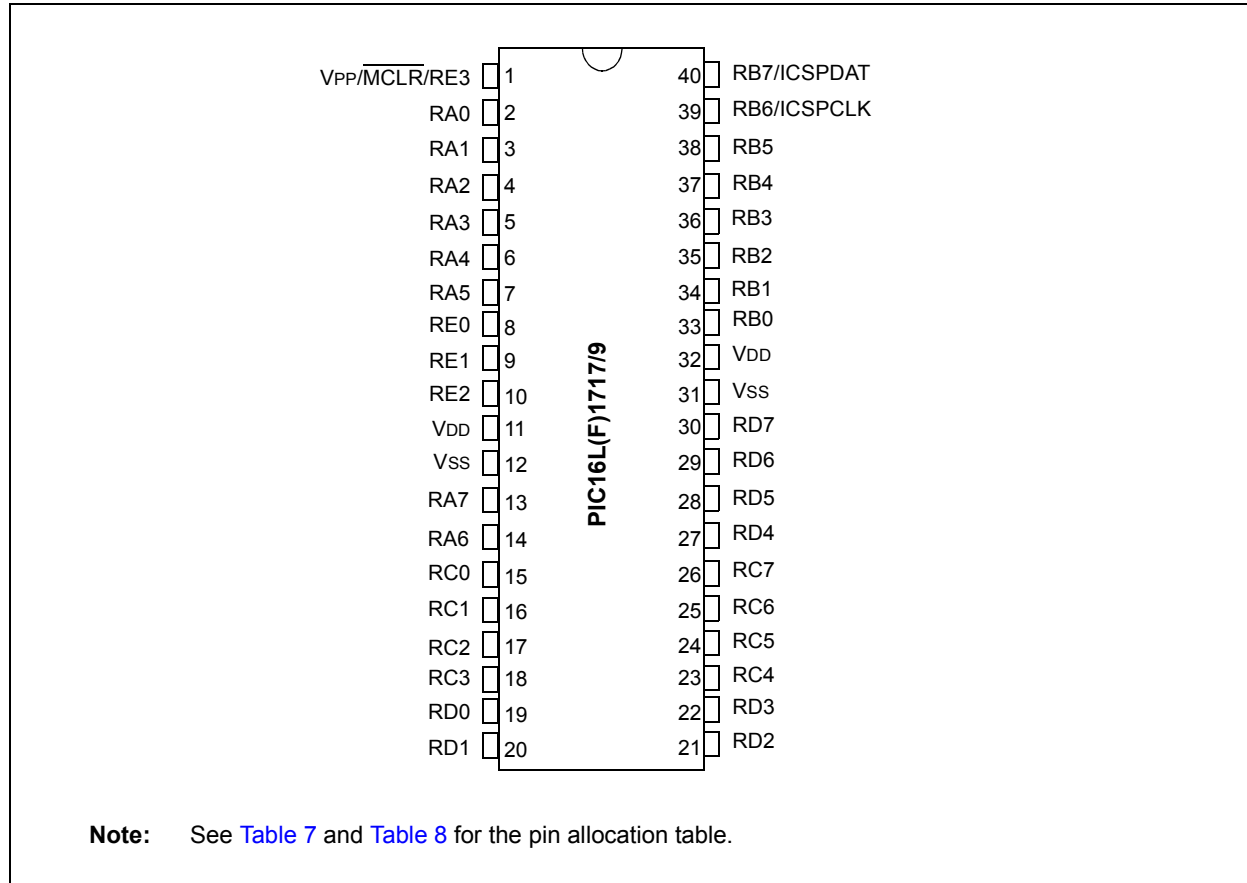 VPP/MCLR/RE3 1 40 RB7/ICSPDAT
RA0 2 39 RB6/ICSPCLK
RA1 3 38 RB5
RA2 4 37 RB4
RA3 5 36 RB3
RA4 6 35 RB2
RA5 7 34 RB1
RE0 8 33 RB0
RE1 9 32 VDD
RE2 10 31 VSS
VDD 11 30 RD7
VSS 12 29 RD6
RA7 13 28 RD5
RA6 14 27 RD4
RC0 15 26 RC7
RC1 16 25 RC6
RC2 17 24 RC5
RC3 18 23 RC4
RD0 19 22 RD3
RD1 20 21 RD2
PIC16L(F)1717/9
Note: See Table 7 and Table 8 for the pin allocation table.